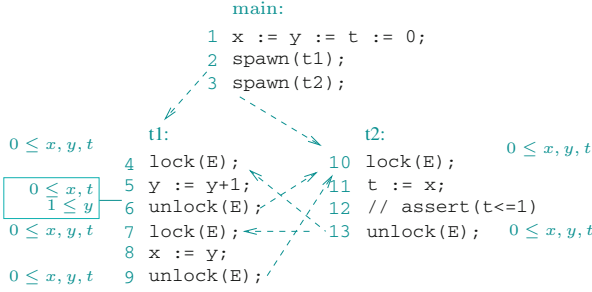 main:
1 x := y := t := 0;
2 spawn(t1);
3 spawn(t2);
t1:
0 ≤ x, y, t
4 lock(E);
5 y := y+1;
0 ≤ x, t
1 ≤ y
6 unlock(E);
0 ≤ x, y, t
7 lock(E);
8 x := y;
0 ≤ x, y, t
9 unlock(E);
t2:
0 ≤ x, y, t
10 lock(E);
11 t := x;
12 // assert(t<=1)
13 unlock(E);
0 ≤ x, y, t